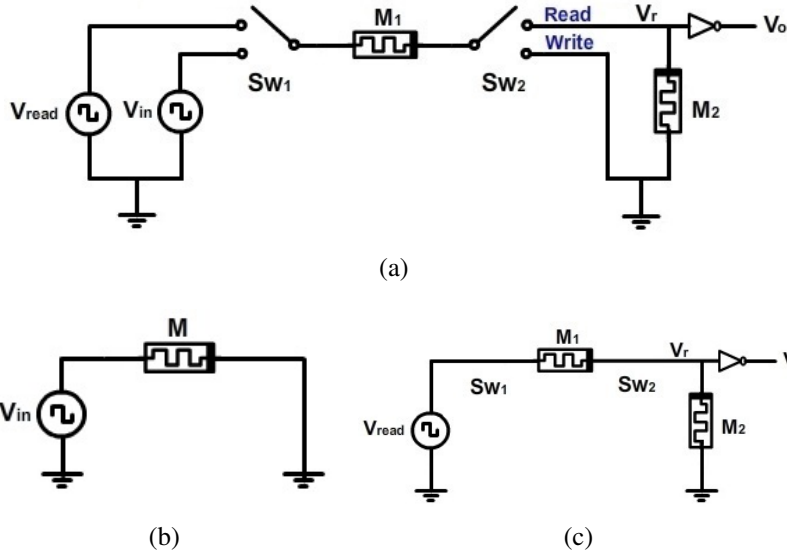 M1
Read
Vr
Vo
Write
Sw1
Sw2
Vread
Vin
M2
(a)
M
Vin
(b)
M1
Vr
V
Sw1
Sw2
Vread
M2
(c)